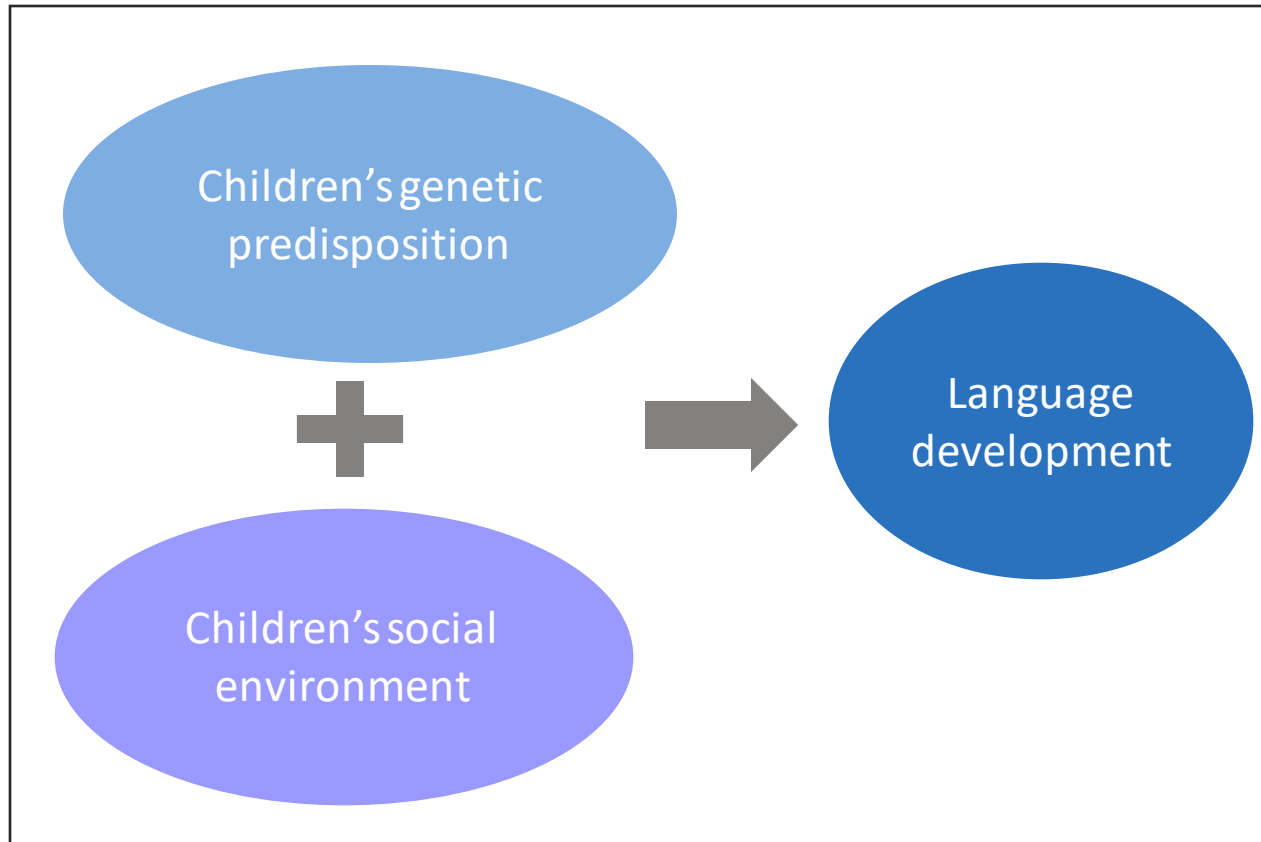 Children’s genetic
predisposition
Children’s social
environment
Language
development